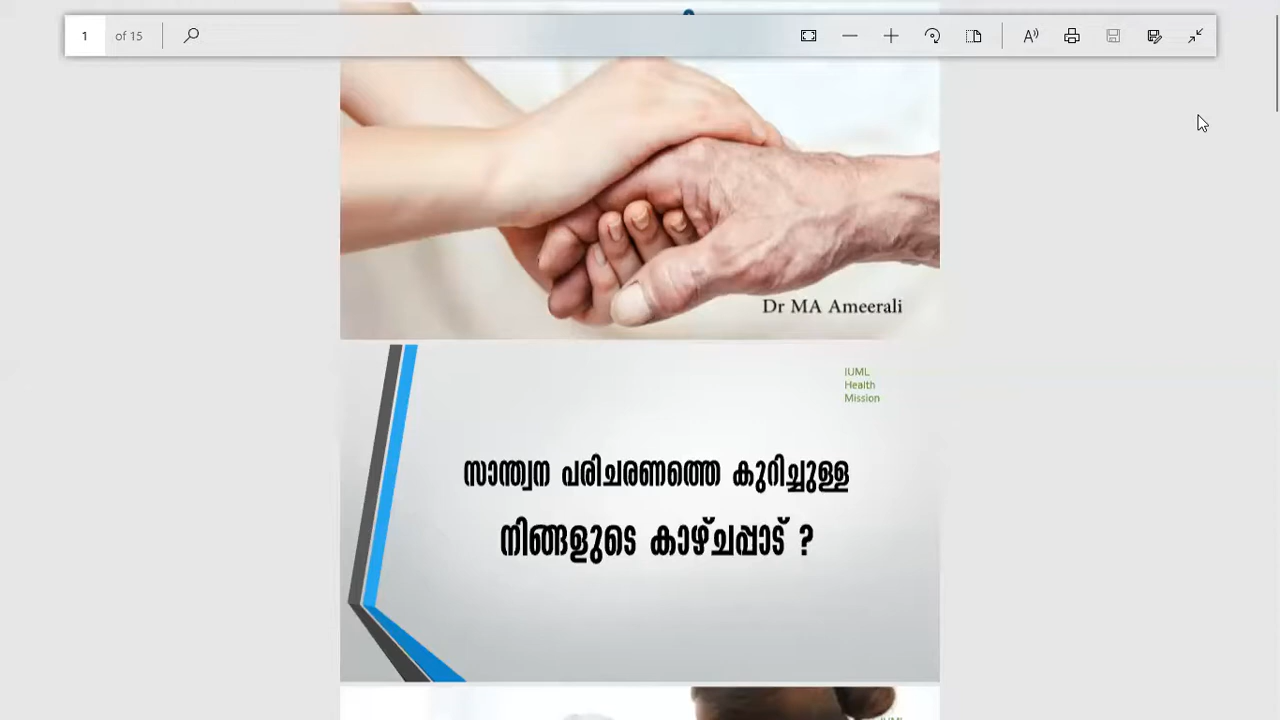 1 of 15
Dr MA Ameerali
IUML
Health
Mission
സാന്ത്വന പരിചരണത്തെ കുറിച്ചുള്ള
നിങ്ങളുടെ കാഴ്ചപ്പാട് ?